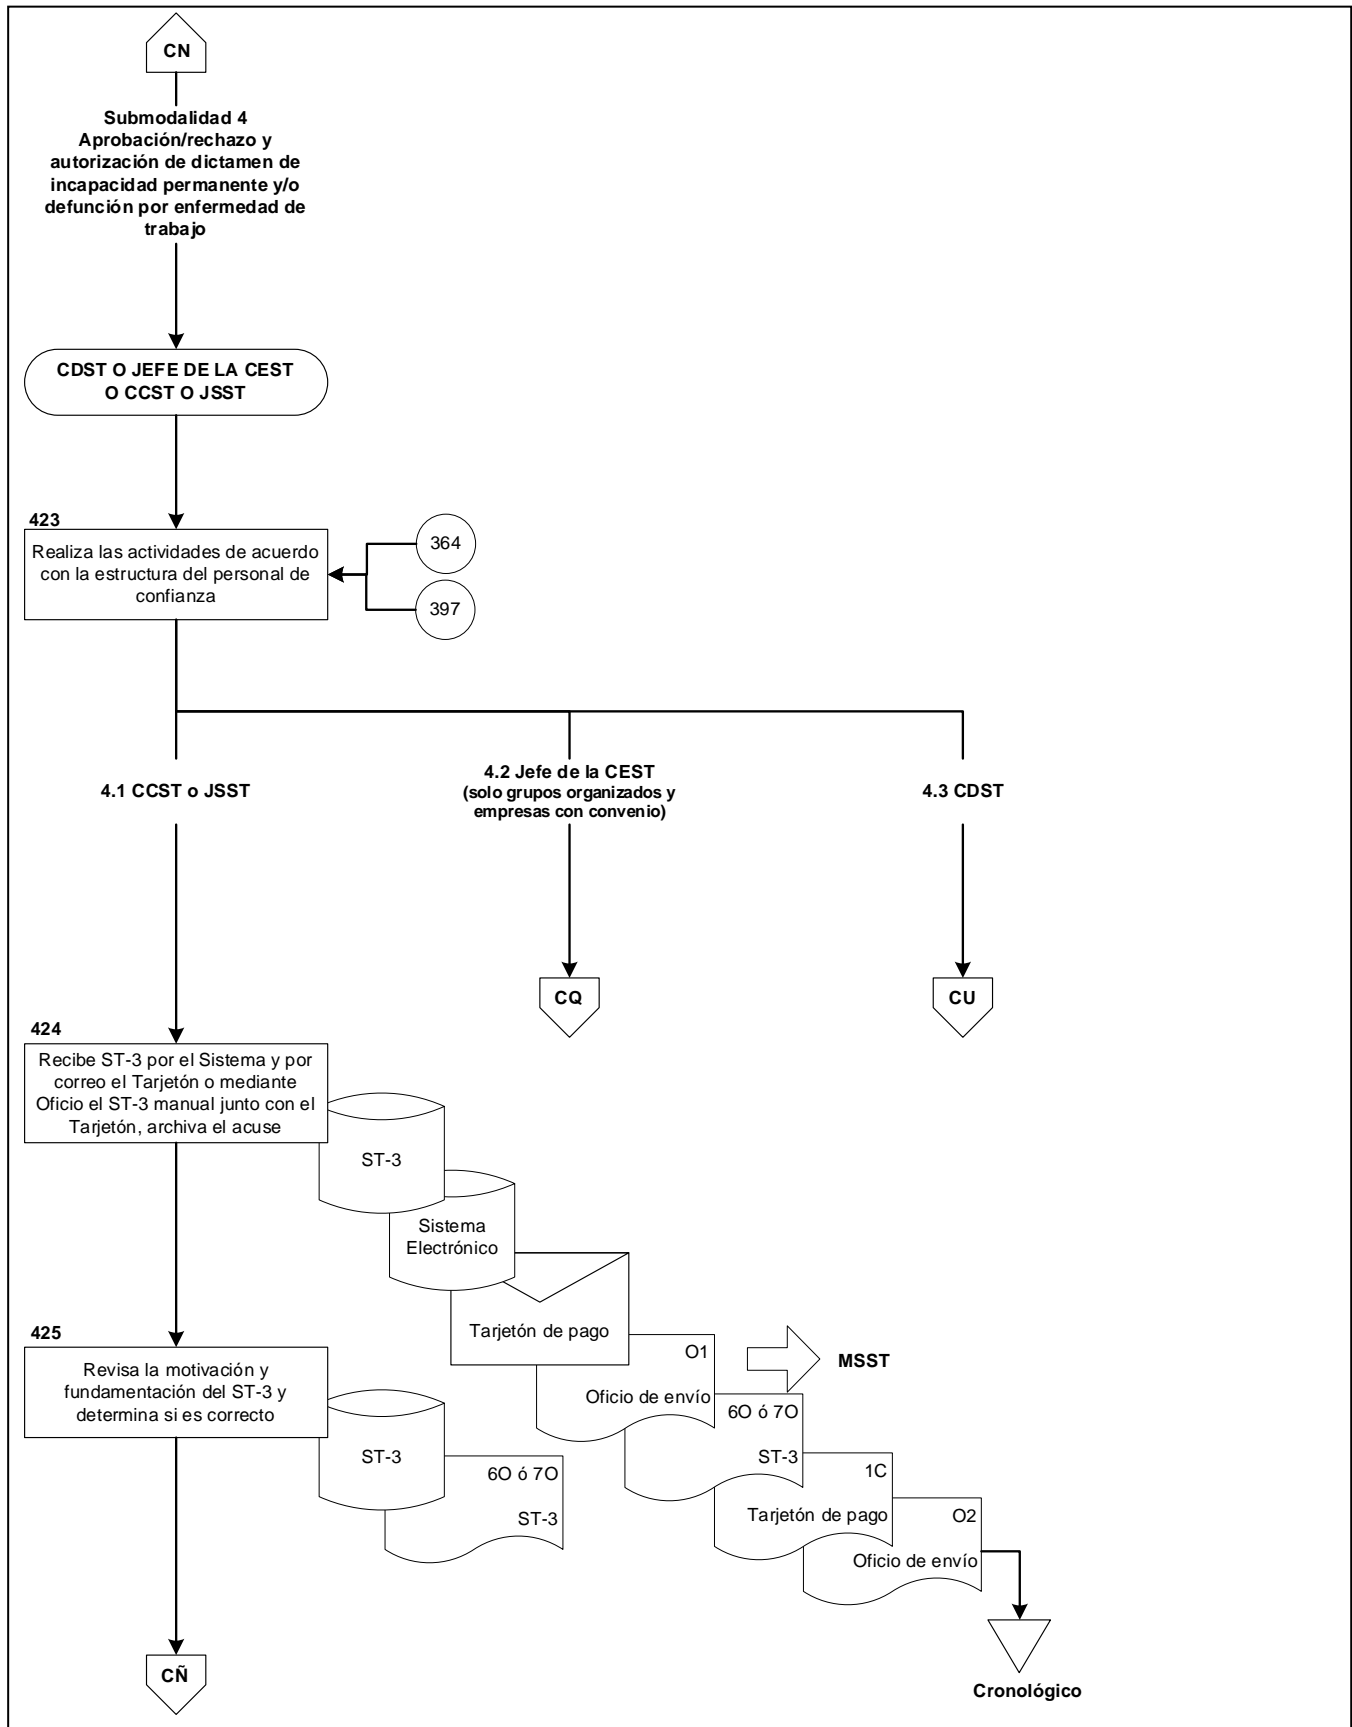 CN
Submodalidad 4
Aprobación/rechazo y
autorización de dictamen de
incapacidad permanente y/o
defunción por enfermedad de
trabajo
CDST O JEFE DE LA CEST
O CCST O JSST
423
Realiza las actividades de acuerdo
con la estructura del personal de
confianza
364
397
4.1 CCST o JSST
4.2 Jefe de la CEST
(solo grupos organizados y
empresas con convenio)
4.3 CDST
CQ
CU
424
Recibe ST-3 por el Sistema y por
correo el Tarjetón o mediante
Oficio el ST-3 manual junto con el
Tarjetón, archiva el acuse
ST-3
Sistema
Electrónico
Tarjetón de pago
O1
Oficio de envío
MSST
6O ó 7O
ST-3
1C
Tarjetón de pago
O2
Oficio de envío
Cronológico
425
Revisa la motivación y
fundamentación del ST-3 y
determina si es correcto
ST-3
6O ó 7O
ST-3
CÑ